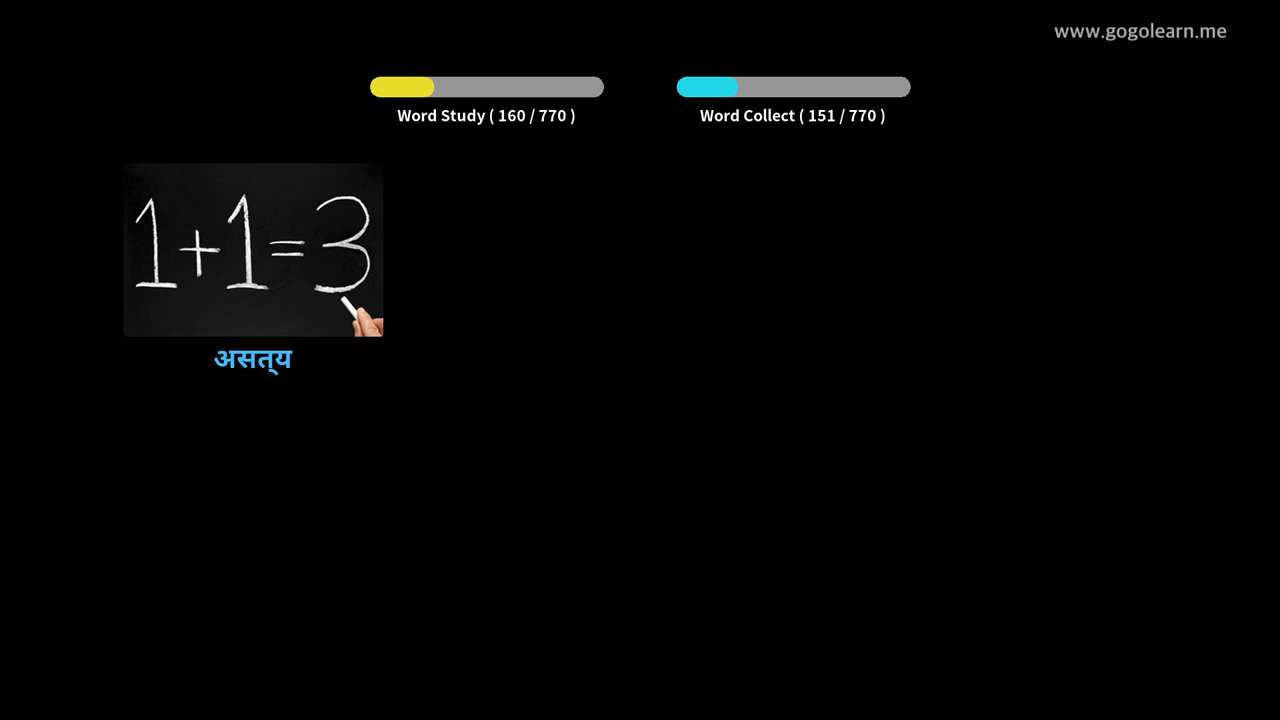 www.gogolearn.me
Word Study ( 160 / 770 )
Word Collect ( 151 / 770 )
1+1=3
असत्य